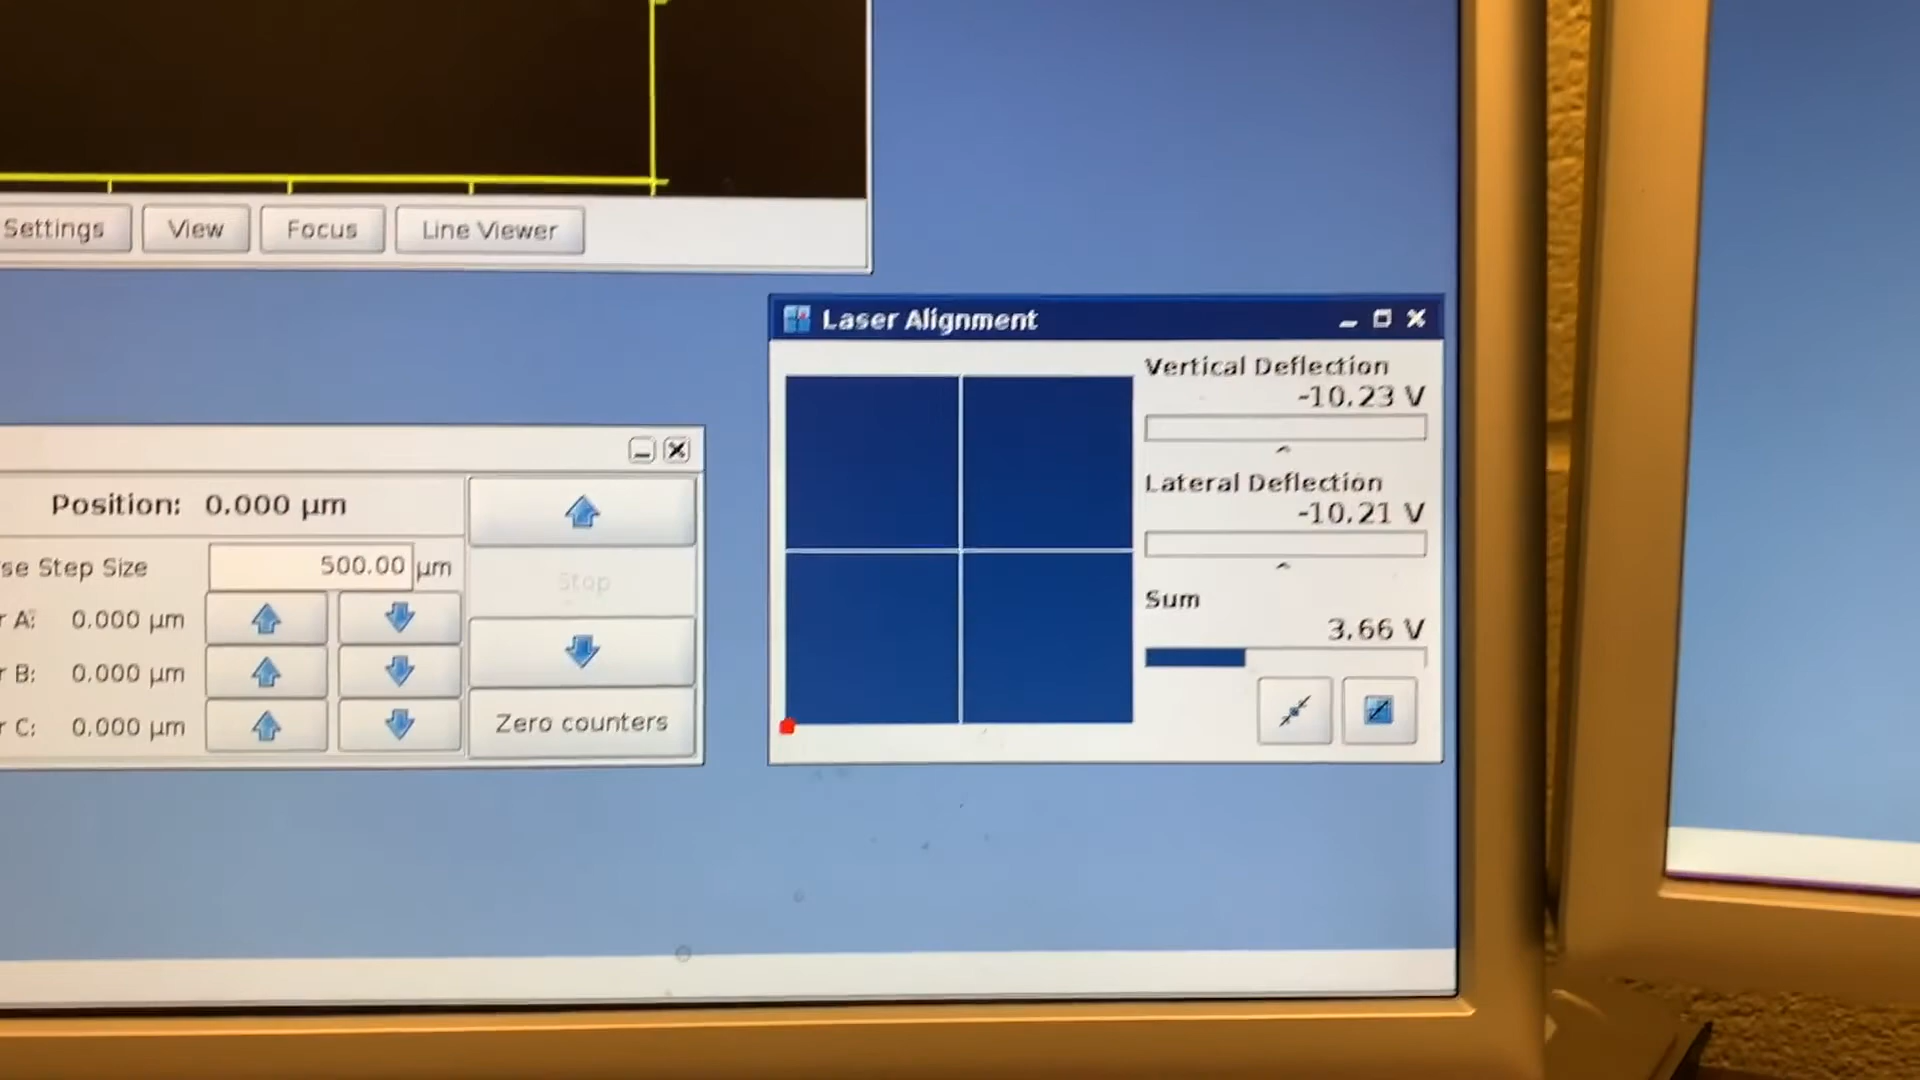 Settings
View
Focus
Line Viewer
Laser Alignment
Vertical Deflection
-10.23 V
Lateral Deflection
-10.21 V
Sum
3.66 V
Position: 0.000 µm
Step Size 500.00 µm
A: 0.000 µm
B: 0.000 µm
C: 0.000 µm
Stop
Zero counters